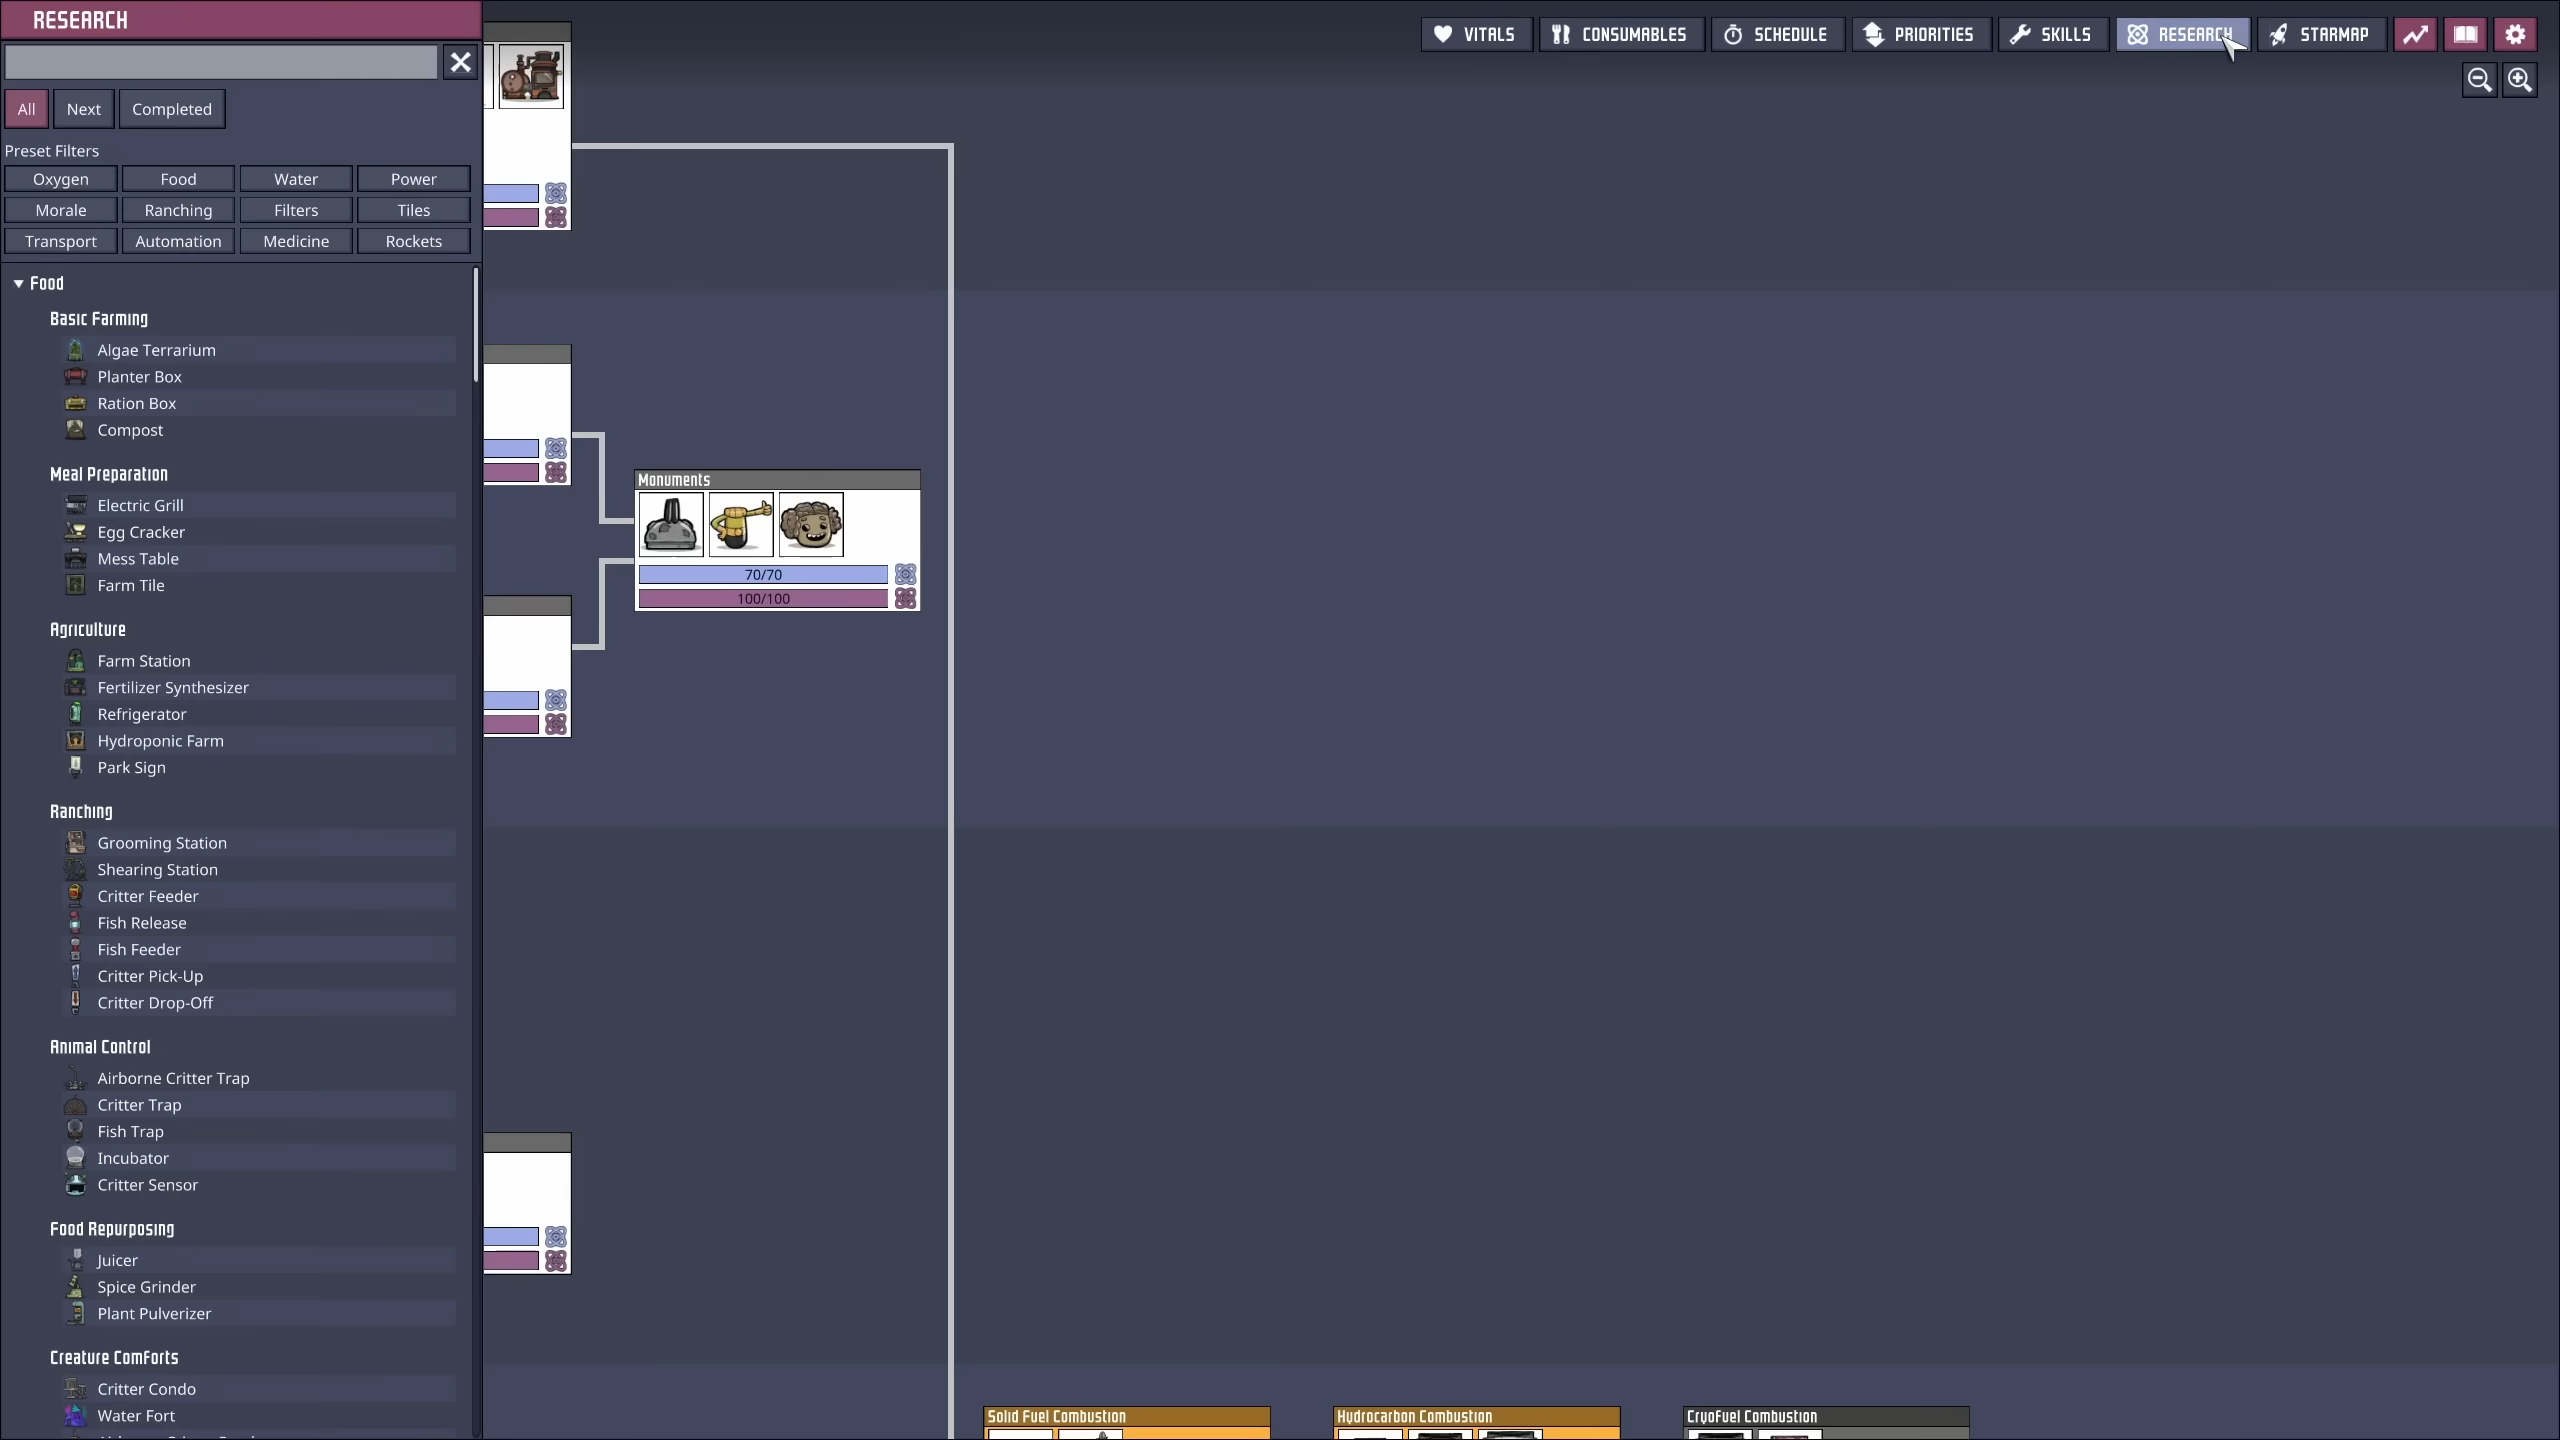 RESEARCH
VITALS
CONSUMABLES
SCHEDULE
PRIORITIES
SKILLS
RESEARCH
STARMAP
All
Next
Completed
Preset Filters
Oxygen
Food
Water
Power
Morale
Ranching
Filters
Tiles
Transport
Automation
Medicine
Rockets
Food
Basic Farming
Algae Terrarium
Planter Box
Ration Box
Compost
Meal Preparation
Electric Grill
Egg Cracker
Mess Table
Farm Tile
Agriculture
Farm Station
Fertilizer Synthesizer
Refrigerator
Hydroponic Farm
Park Sign
Ranching
Grooming Station
Shearing Station
Critter Feeder
Fish Release
Fish Feeder
Critter Pick-Up
Critter Drop-Off
Animal Control
Airborne Critter Trap
Critter Trap
Fish Trap
Incubator
Critter Sensor
Food Repurposing
Juicer
Spice Grinder
Plant Pulverizer
Creature Comforts
Critter Condo
Water Fort
Monuments
70/70
100/100
Solid Fuel Combustion
Hydrocarbon Combustion
CryoFuel Combustion